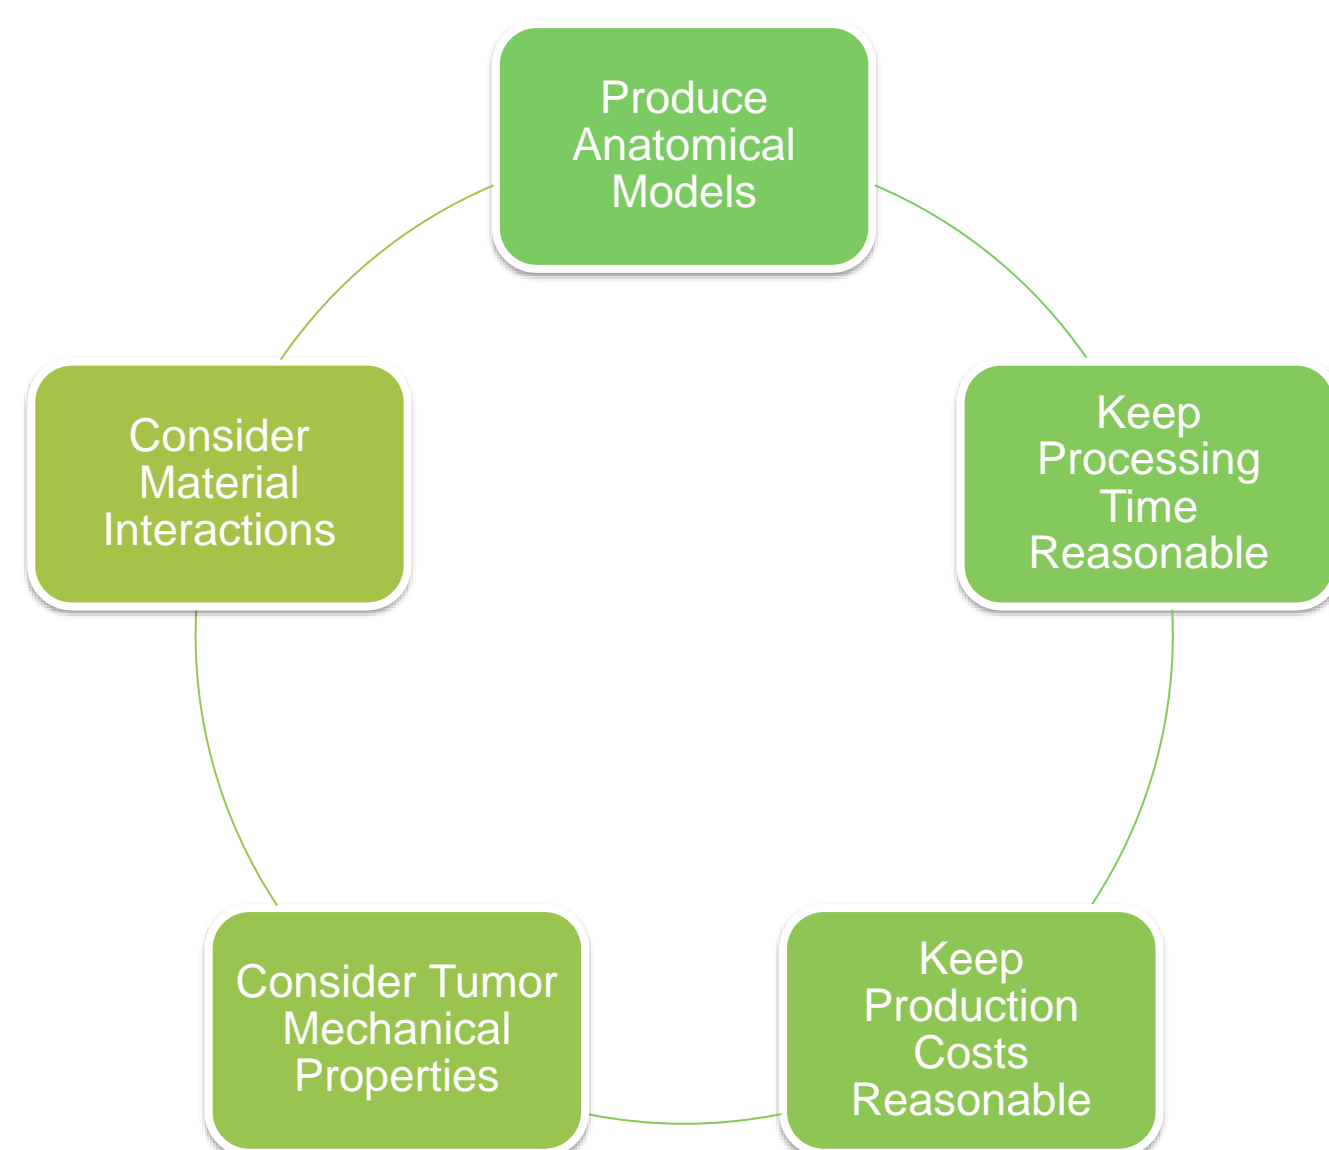 Produce
Anatomical
Models
Keep
Processing
Time
Reasonable
Keep
Production
Costs
Reasonable
Consider Tumor
Mechanical
Properties
Consider
Material
Interactions